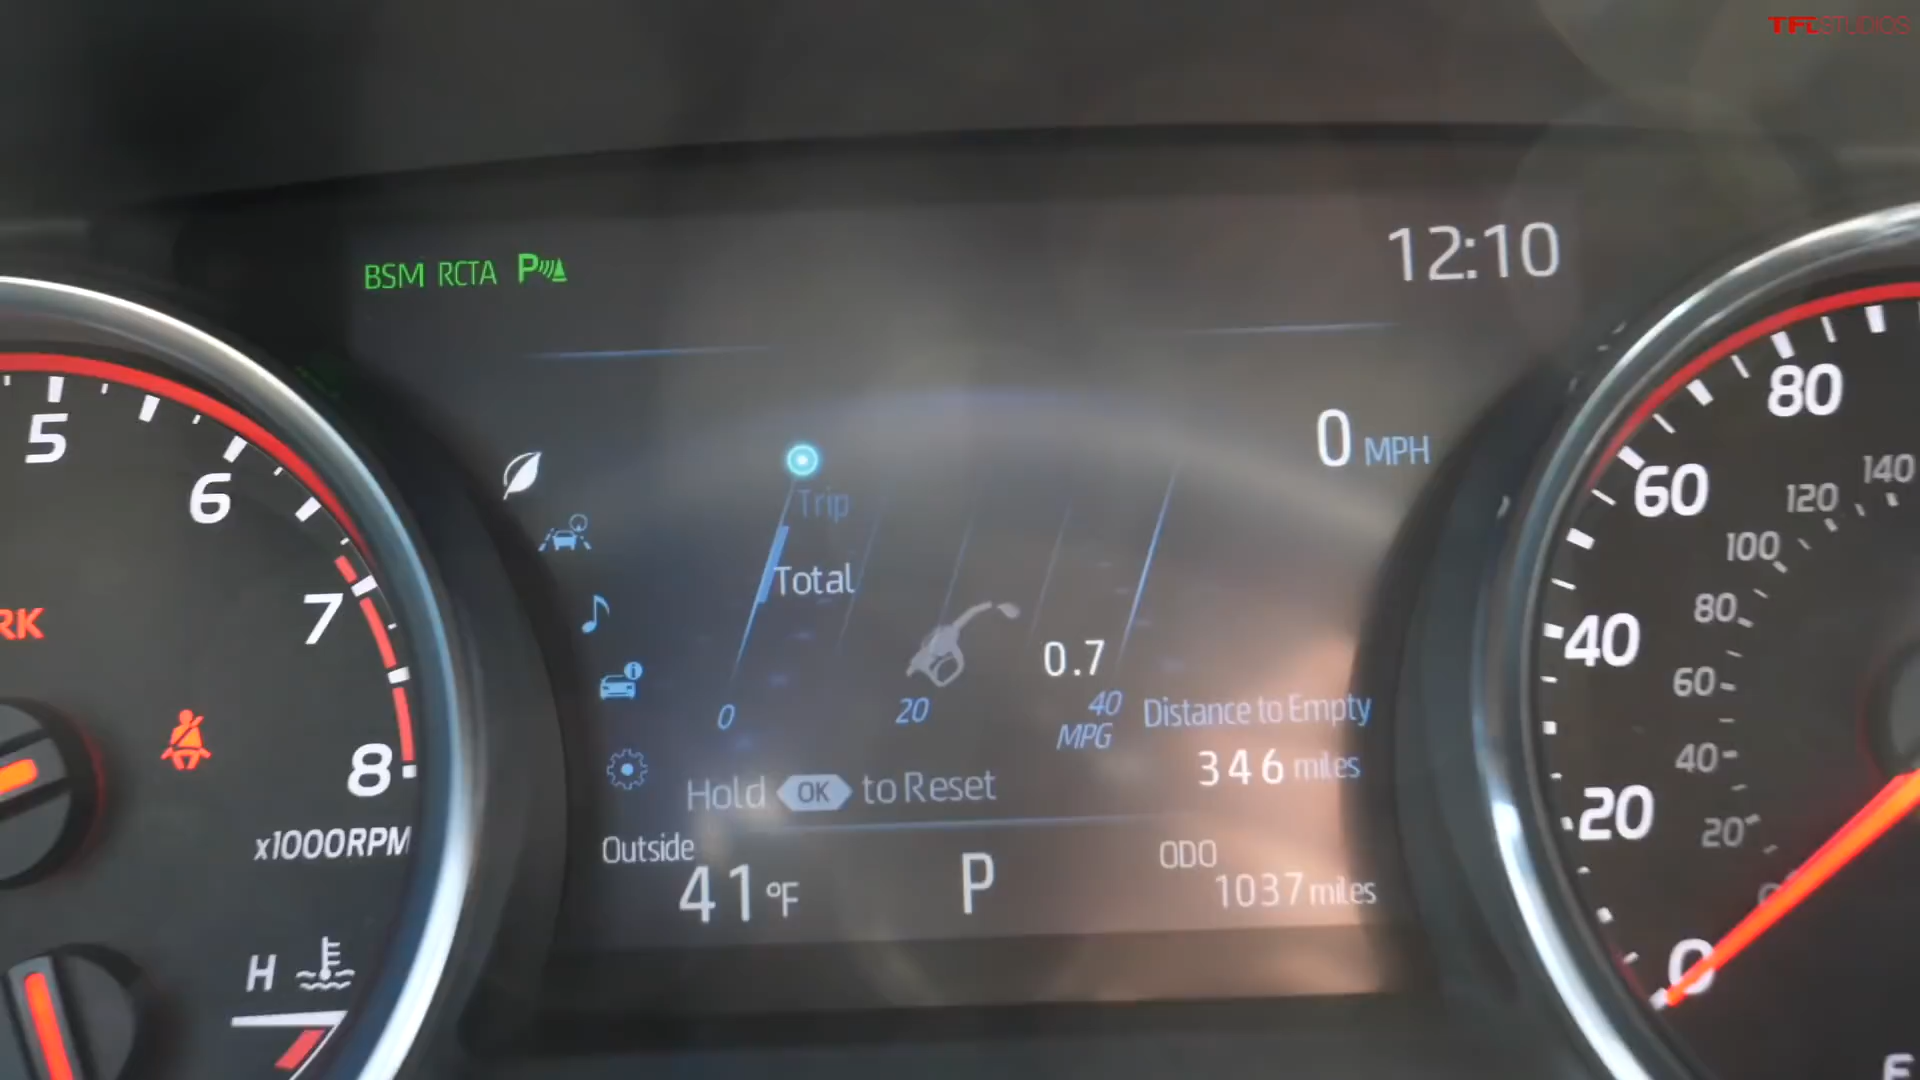 TFLSTUDIOS
BSM RCTA P
12:10
0 MPH
Trip
Total
0.7
0 20 40
MPG
Distance to Empty
346 miles
Hold OK to Reset
Outside
41°F
P
ODO
1037 miles
5
6
7
8
x1000RPM
RK
H
80
60
40
20
0
140
120
100
80
60
40
20